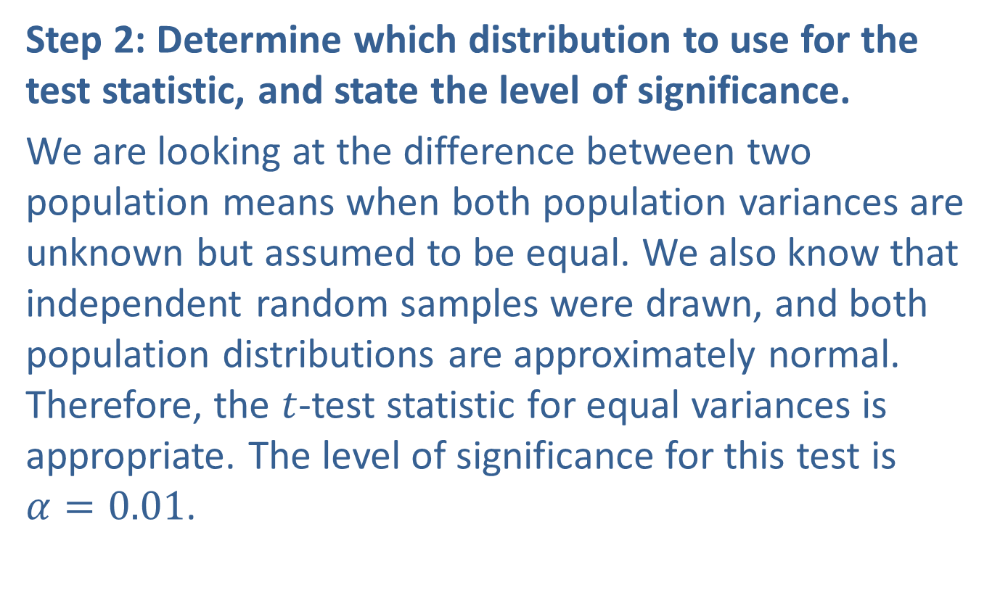 Step 2: Determine which distribution to use for the
test statistic, and state the level of significance.
We are looking at the difference between two
population means when both population variances are
unknown but assumed to be equal. We also know that
independent random samples were drawn, and both
population distributions are approximately normal.
Therefore, the 𝑡-test statistic for equal variances is
appropriate. The level of significance for this test is
𝛼 = 0.01.